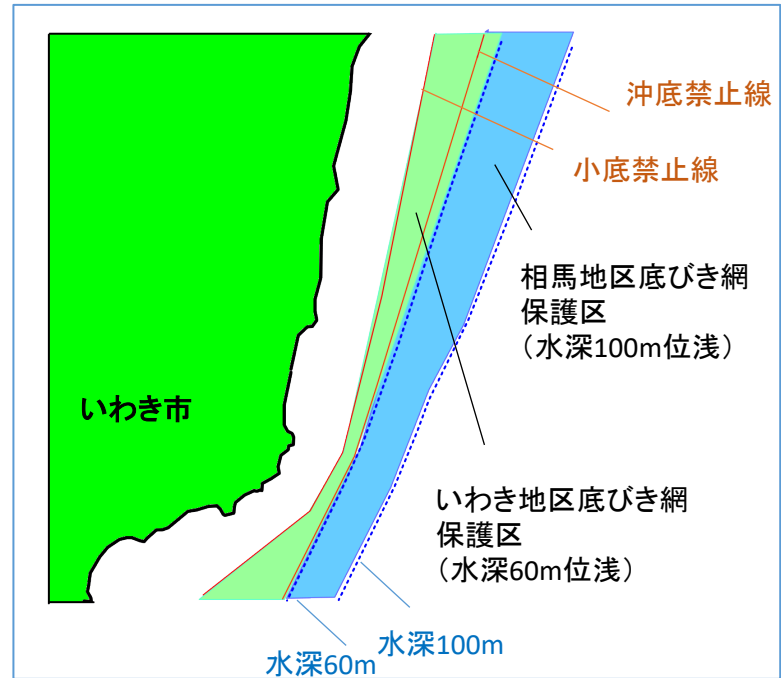 沖底禁止線
小底禁止線
相馬地区底びき網
保護区
（水深100m位浅）
いわき市
いわき地区底びき網
保護区
（水深60m位浅）
水深100m
水深60m